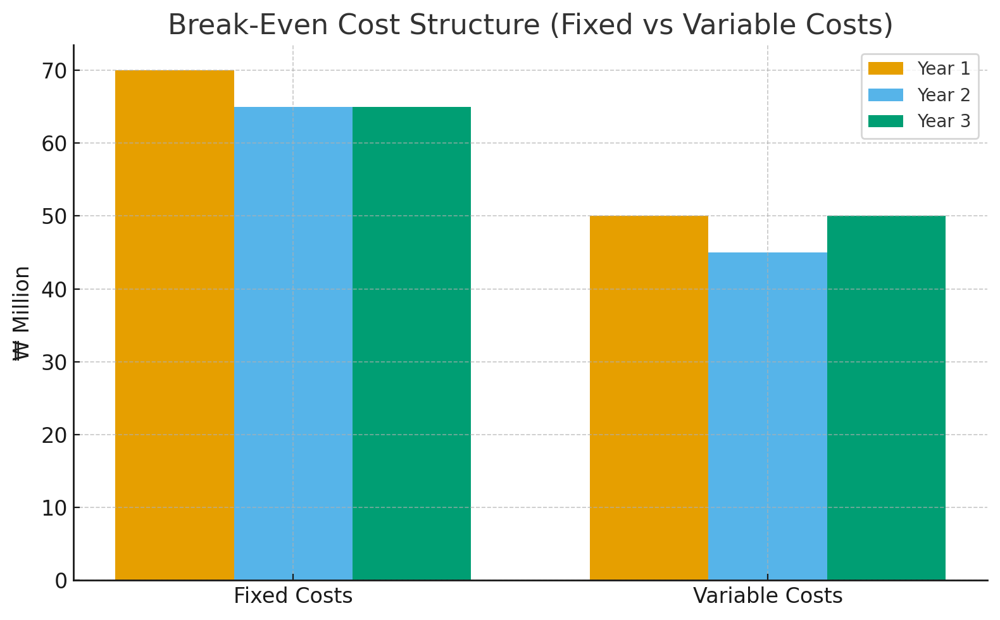 Break-Even Cost Structure (Fixed vs Variable Costs)
Year 1
Year 2
Year 3
₩ Million
70
60
50
40
30
20
10
0
Fixed Costs
Variable Costs